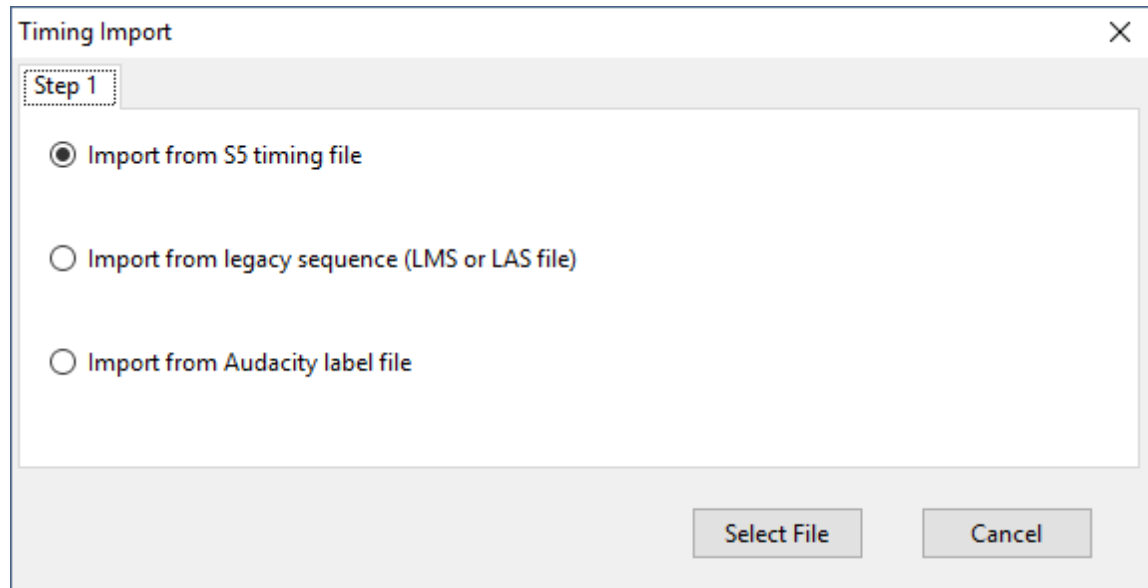 Timing Import
Step 1
Import from S5 timing file
Import from legacy sequence (LMS or LAS file)
Import from Audacity label file
Select File
Cancel